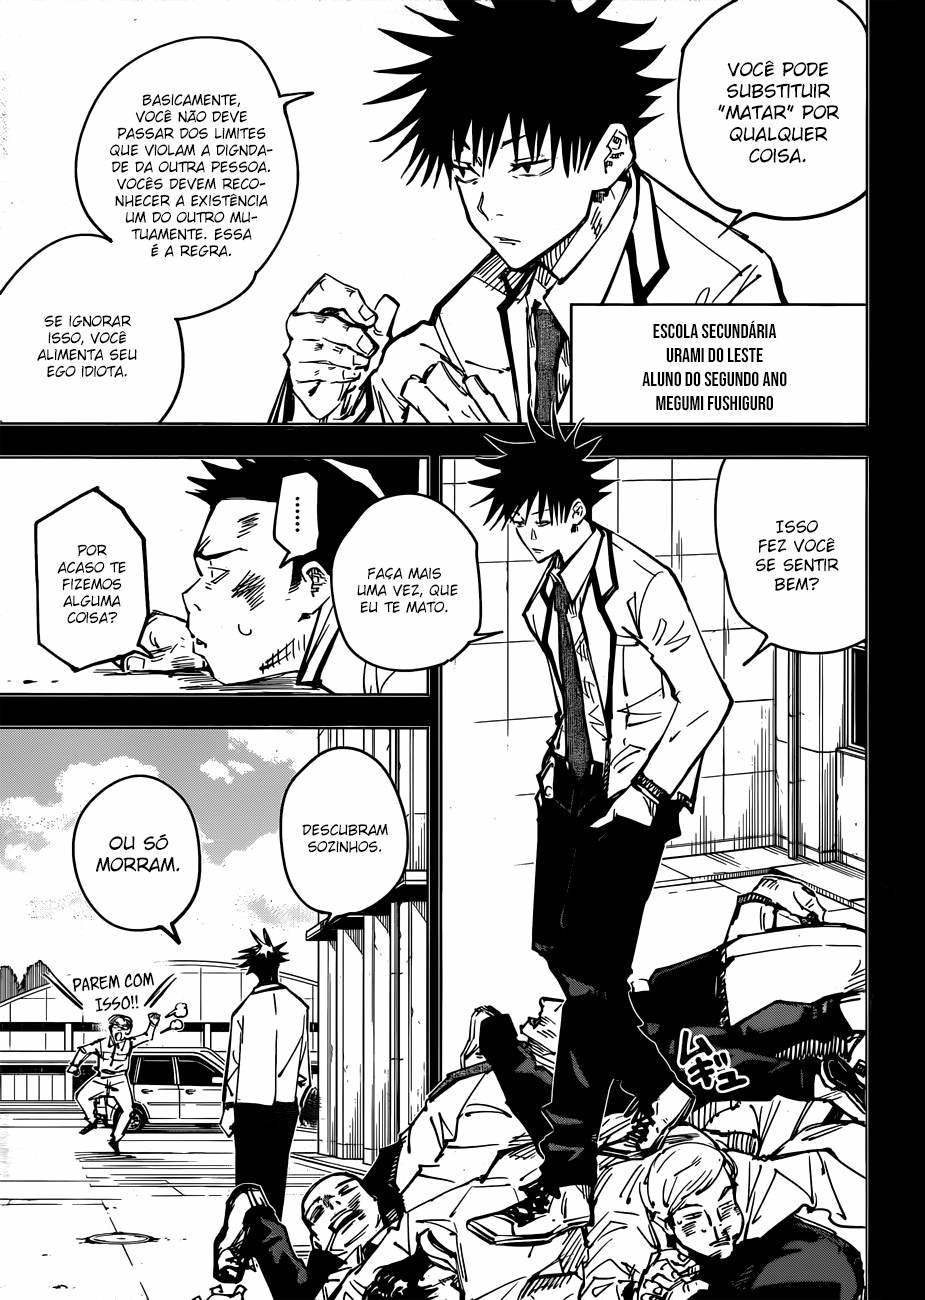 VOCÊ PODE
SUBSTITUIR
"MATAR" POR
QUALQUER
COISA.
BASICAMENTE,
VOCÊ NÃO DEVE
PASSAR DOS LIMITES
QUE VIOLAM A DIGNDA-
DE DA OUTRA PESSOA.
VOCÊS DEVEM RECO-
NHECER A EXISTÊNCIA
UM DO OUTRO MU-
TUAMENTE. ESSA
É A REGRA.
SE IGNORAR
ISSO, VOCÊ
ALIMENTA SEU
EGO IDIOTA.
ESCOLA SECUNDÁRIA
URAMI DO LESTE
ALUNO DO SEGUNDO ANO
MEGUMI FUSHIGURO
ISSO
FEZ VOCÊ
SE SENTIR
BEM?
FAÇA MAIS
UMA VEZ, QUE
EU TE MATO.
ムギュ
......
POR
ACASO TE
FIZEMOS
ALGUMA
COISA?
DESCUBRAM
SOZINHOS.
OU SÓ
MORRAM.
PAREM COM
ISSO!!